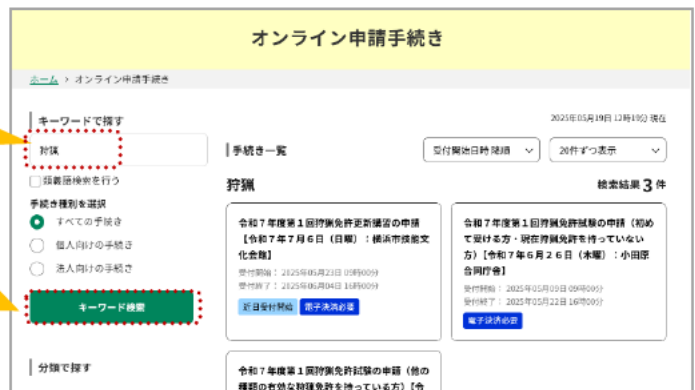 オンライン申請手続き
ホーム › オンライン申請手続き
キーワードで探す
狩猟
類義語検索を行う
手続き種別を選択
すべての手続き
個人向けの手続き
法人向けの手続き
キーワード検索
分類で探す
2025年05月19日 12時19分 現在
手続き一覧
受付開始日時 降順
20件ずつ表示
狩猟
検索結果 3 件
令和7年度第1回狩猟免許更新講習の申請
【令和7年7月6日（日曜）：横浜市技能文
化会館】
受付開始：2025年05月23日 09時00分
受付終了：2025年06月04日 16時00分
近日受付開始 電子決済必要
令和7年度第1回狩猟免許試験の申請（初め
て受ける方・現在狩猟免許を持っていない
方）【令和7年6月26日（木曜）：小田原
合同庁舎】
受付開始：2025年05月09日 09時00分
受付終了：2025年05月22日 16時00分
電子決済必要
令和7年度第1回狩猟免許試験の申請（他の
種類の有効な狩猟免許を持っている方）【令